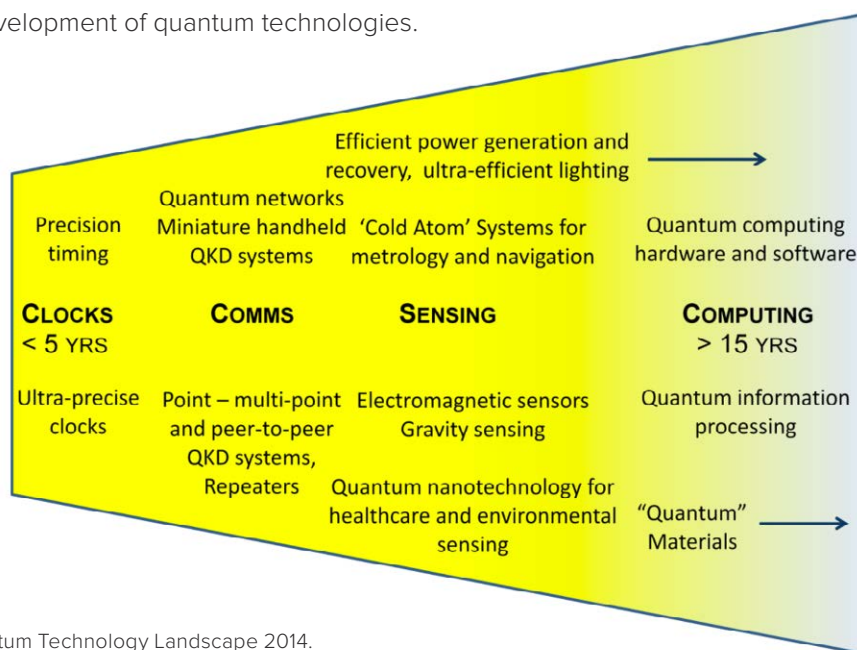 velopment of quantum technologies.
Efficient power generation and
recovery, ultra-efficient lighting
Precision
timing
Quantum networks
Miniature handheld
QKD systems
‘Cold Atom’ Systems for
metrology and navigation
Quantum computing
hardware and software
CLOCKS
< 5 YRS
COMMS
SENSING
COMPUTING
> 15 YRS
Ultra-precise
clocks
Point – multi-point
and peer-to-peer
QKD systems,
Repeaters
Electromagnetic sensors
Gravity sensing
Quantum information
processing
Quantum nanotechnology for
healthcare and environmental
sensing
“Quantum”
Materials
tum Technology Landscape 2014.